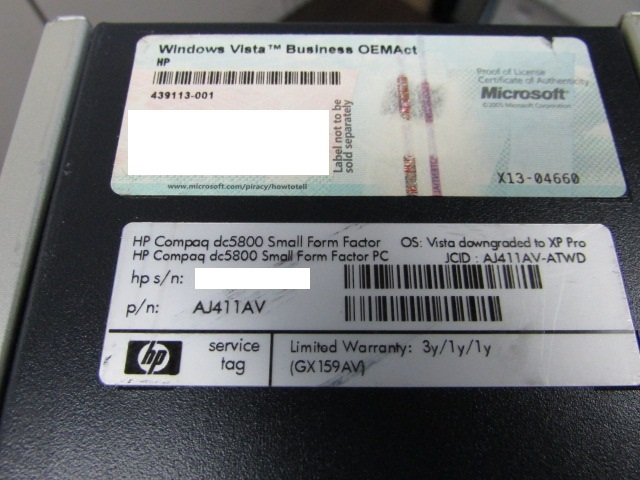 Windows Vista™ Business OEMAct
HP
439113-001
Proof of License
Certificate of Authenticity
Microsoft®
©2005 Microsoft Corporation
Label not to be
sold separately
www.microsoft.com/piracy/howtotell
X13-04660
HP Compaq dc5800 Small Form Factor OS: Vista downgraded to XP Pro
HP Compaq dc5800 Small Form Factor PC JCID : AJ411AV-ATWD
hp s/n:
p/n: AJ411AV
hp service tag
Limited Warranty: 3y/1y/1y
(GX159AV)